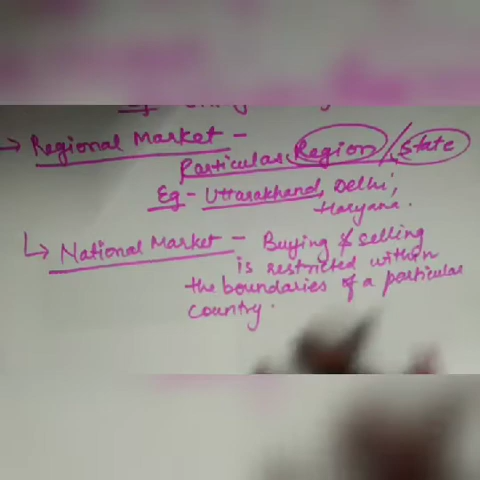 → Regional Market -
Particular Region/State
Eg - Uttarakhand, Delhi,
Haryana.
↳ National Market - Buying & selling
is restricted within
the boundaries of a particular
country.